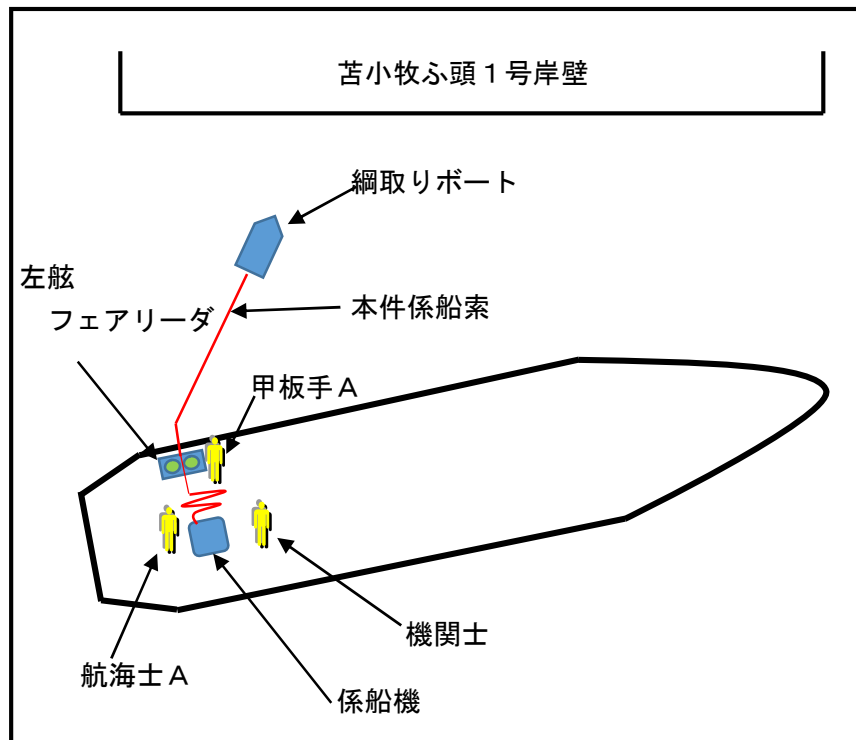 苫小牧ふ頭１号岸壁
綱取りボート
左舷
フェアリーダ
本件係船索
甲板手Ａ
機関士
航海士Ａ
係船機